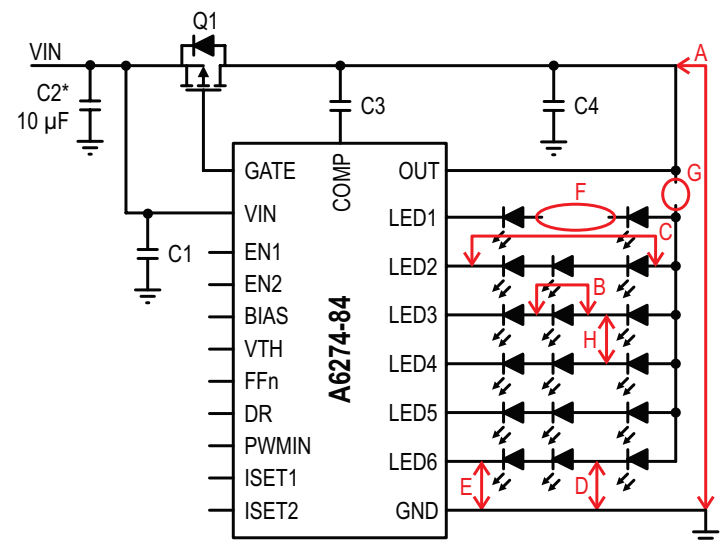 Q1
VIN
A
C2*
10 µF
C3
C4
GATE
COMP
OUT
G
VIN
LED1
F
C1
C
EN1
LED2
EN2
B
BIAS
A6274-84
LED3
H
VTH
LED4
FFn
DR
LED5
PWMIN
LED6
ISET1
E
D
ISET2
GND